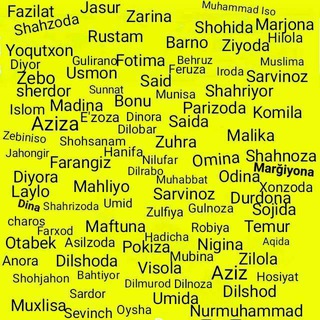 Fazilat Jasur Muhammad Iso
Shahzoda Zarina Shohida Marjona
Rustam Hilola
Yoqutxon Barno Ziyoda
Diyor Gulirano Fotima Behruz Muslima
Zebo Usmon Feruza Iroda
Said Sarvinoz
sherdor Sunnat Munisa Shahriyor
Islom Madina Bonu Parizoda
E'zoza Dinora Saida Komila
Aziza Dilobar
Zebiniso Shohsanam Zuhra Malika
Jahongir Hanifa
Farangiz Nilufar Omina Shahnoza
Dilrabo Marğiyona
Diyora Muhabbat Odina
Laylo Mahliyo Sarvinoz Xonzoda
Durdona
Dina Shahrizoda Umid Zulfiya Gulnoza Sojida
charos Farxod Maftuna Robiya Temur
Otabek Asilzoda Hadicha Nigina Aqida
Pokiza
Anora Dilshoda Mubina Zilola
Visola
Shohjahon Bahtiyor Aziz Hosiyat
Sardor Dilmurod Dilnoza Dilshod
Muxlisa Umida
Sevinch Oysha Nurmuhammad